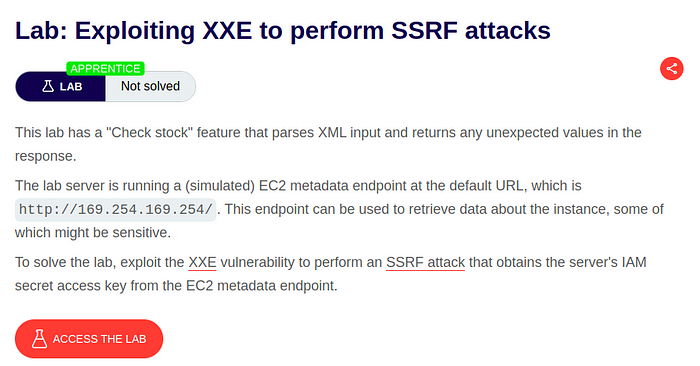 Lab: Exploiting XXE to perform SSRF attacks
APPRENTICE
LAB
Not solved
This lab has a "Check stock" feature that parses XML input and returns any unexpected values in the
response.
The lab server is running a (simulated) EC2 metadata endpoint at the default URL, which is
http://169.254.169.254/. This endpoint can be used to retrieve data about the instance, some of
which might be sensitive.
To solve the lab, exploit the XXE vulnerability to perform an SSRF attack that obtains the server's IAM
secret access key from the EC2 metadata endpoint.
ACCESS THE LAB